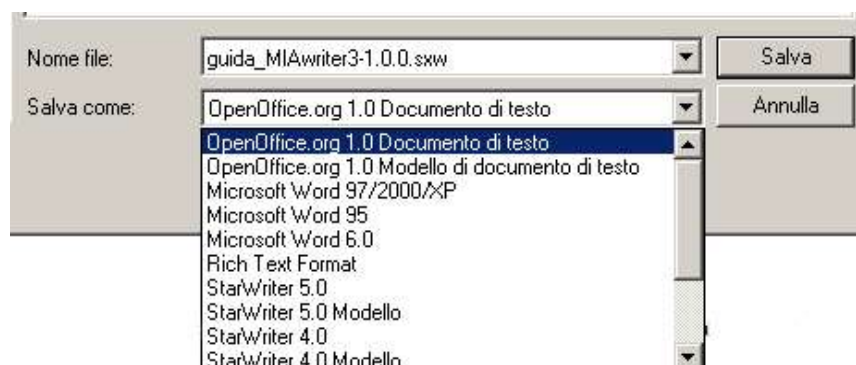 Nome file:
guida_MIAwriter3-1.0.0.sxw
Salva
Salva come:
OpenOffice.org 1.0 Documento di testo
Annulla
OpenOffice.org 1.0 Documento di testo
OpenOffice.org 1.0 Modello di documento di testo
Microsoft Word 97/2000/XP
Microsoft Word 95
Microsoft Word 6.0
Rich Text Format
StarWriter 5.0
StarWriter 5.0 Modello
StarWriter 4.0
StarWriter 4.0 Modello